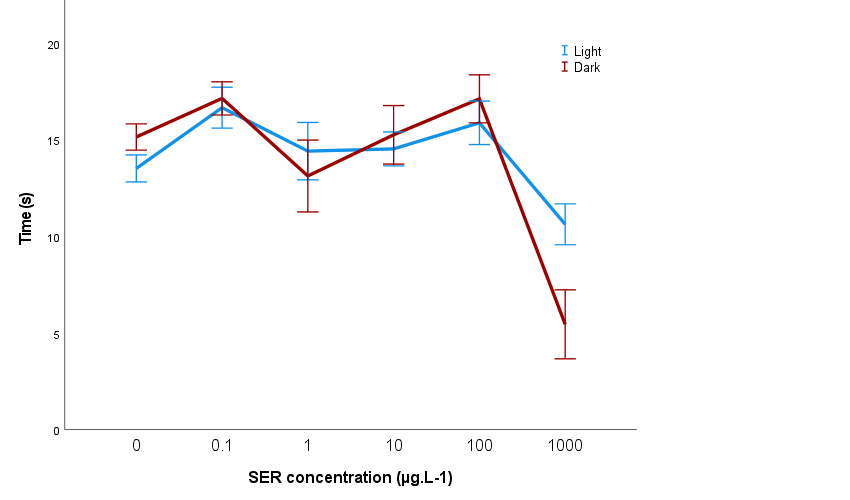 20
Light
Dark
15
Time (s)
10
5
0
0 0.1 1 10 100 1000
SER concentration (µg.L-1)